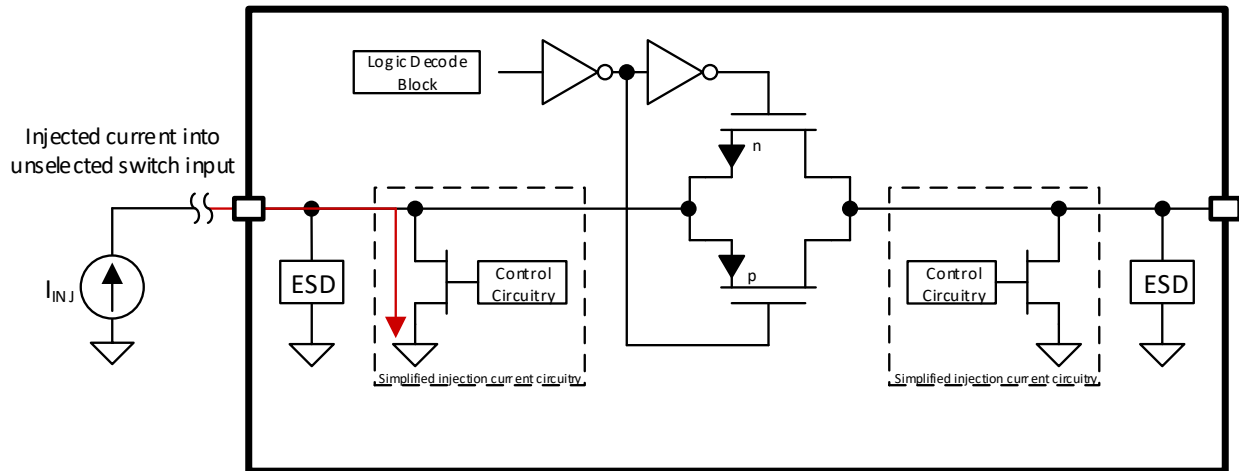 Logic Decode
Block
Injected current into
unselected switch input
n
p
I INJ
ESD
Control
Circuitry
Control
Circuitry
ESD
Simplified injection current circuitry
Simplified injection current circuitry